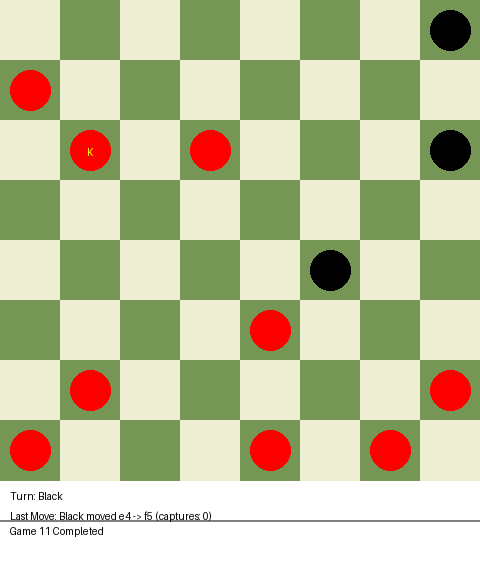 K
Turn: Black
Last Move: Black moved e4 -> f5 (captures: 0)
Game 11 Completed